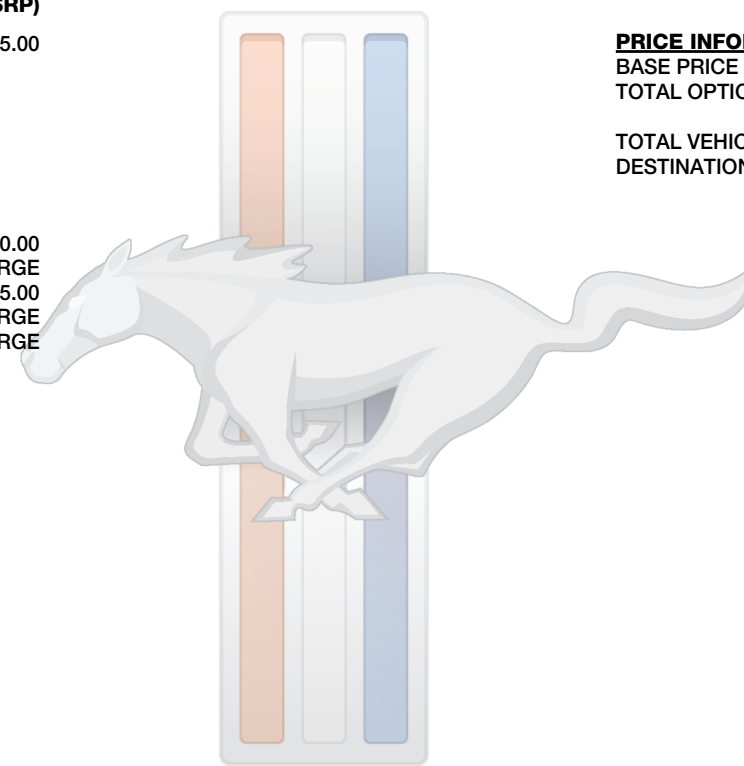 SRP)
5.00
0.00
RGE
5.00
RGE
RGE
PRICE INFO
BASE PRICE
TOTAL OPTIO
TOTAL VEHIC
DESTINATION